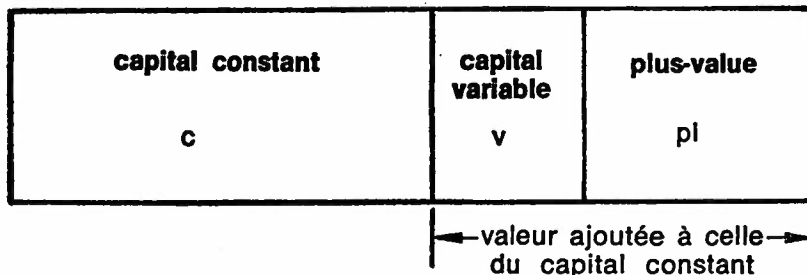 capital constant
capital variable
plus-value
c
v
pl
valeur ajoutée à celle
du capital constant